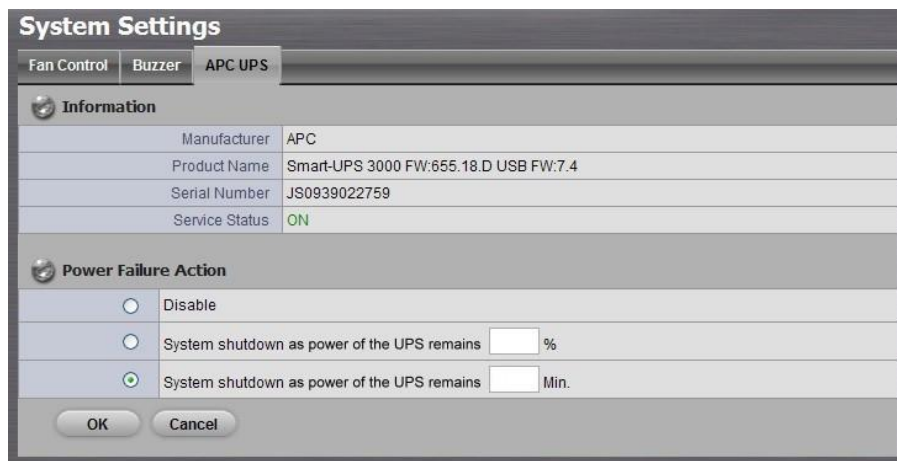 System Settings
Fan Control Buzzer APC UPS
Information
Manufacturer APC
Product Name Smart-UPS 3000 FW:655.18.D USB FW:7.4
Serial Number JS0939022759
Service Status ON
Power Failure Action
Disable
System shutdown as power of the UPS remains %
System shutdown as power of the UPS remains Min.
OK Cancel